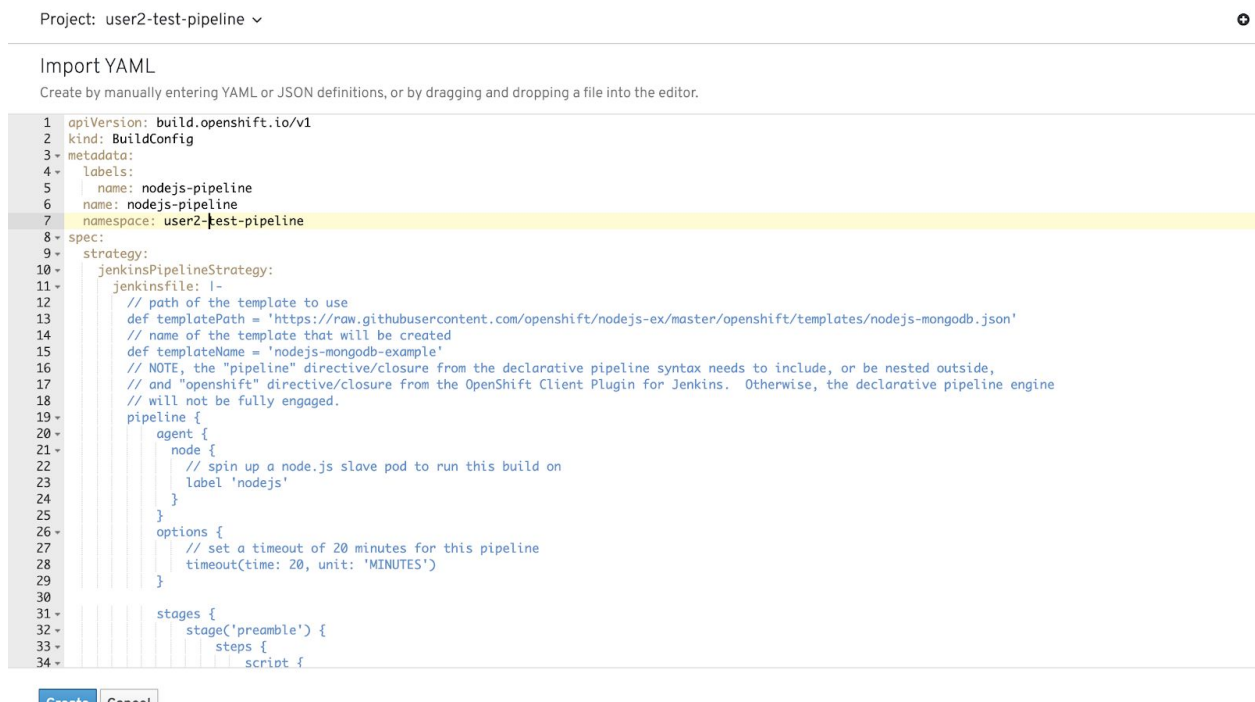 Project: user2-test-pipeline
Import YAML
Create by manually entering YAML or JSON definitions, or by dragging and dropping a file into the editor.
1 apiVersion: build.openshift.io/v1
2 kind: BuildConfig
3 metadata:
4 labels:
5 name: nodejs-pipeline
6 name: nodejs-pipeline
7 namespace: user2-test-pipeline
8 spec:
9 strategy:
10 jenkinsPipelineStrategy:
11 jenkinsfile: |-
12 // path of the template to use
13 def templatePath = 'https://raw.githubusercontent.com/openshift/nodejs-ex/master/openshift/templates/nodejs-mongodb.json'
14 // name of the template that will be created
15 def templateName = 'nodejs-mongodb-example'
16 // NOTE, the "pipeline" directive/closure from the declarative pipeline syntax needs to include, or be nested outside,
17 // and "openshift" directive/closure from the OpenShift Client Plugin for Jenkins.  Otherwise, the declarative pipeline engine
18 // will not be fully engaged.
19 pipeline {
20 agent {
21 node {
22 // spin up a node.js slave pod to run this build on
23 label 'nodejs'
24 }
25 }
26 options {
27 // set a timeout of 20 minutes for this pipeline
28 timeout(time: 20, unit: 'MINUTES')
29 }
30
31 stages {
32 stage('preamble') {
33 steps {
34 script {
Create Cancel